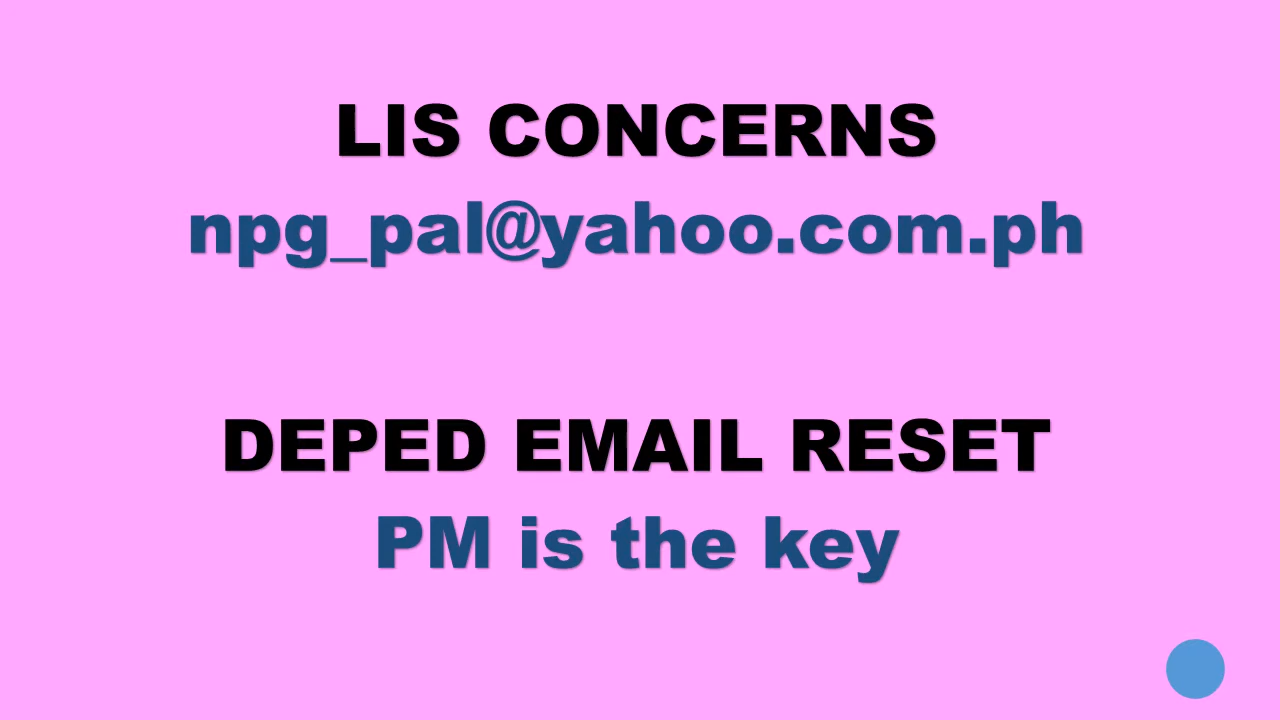 LIS CONCERNS
npg_pal@yahoo.com.ph
DEPED EMAIL RESET
PM is the key